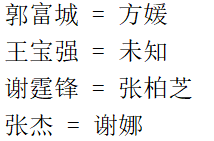 郭富城 = 方媛
王宝强 = 未知
谢霆锋 = 张柏芝
张杰 = 谢娜